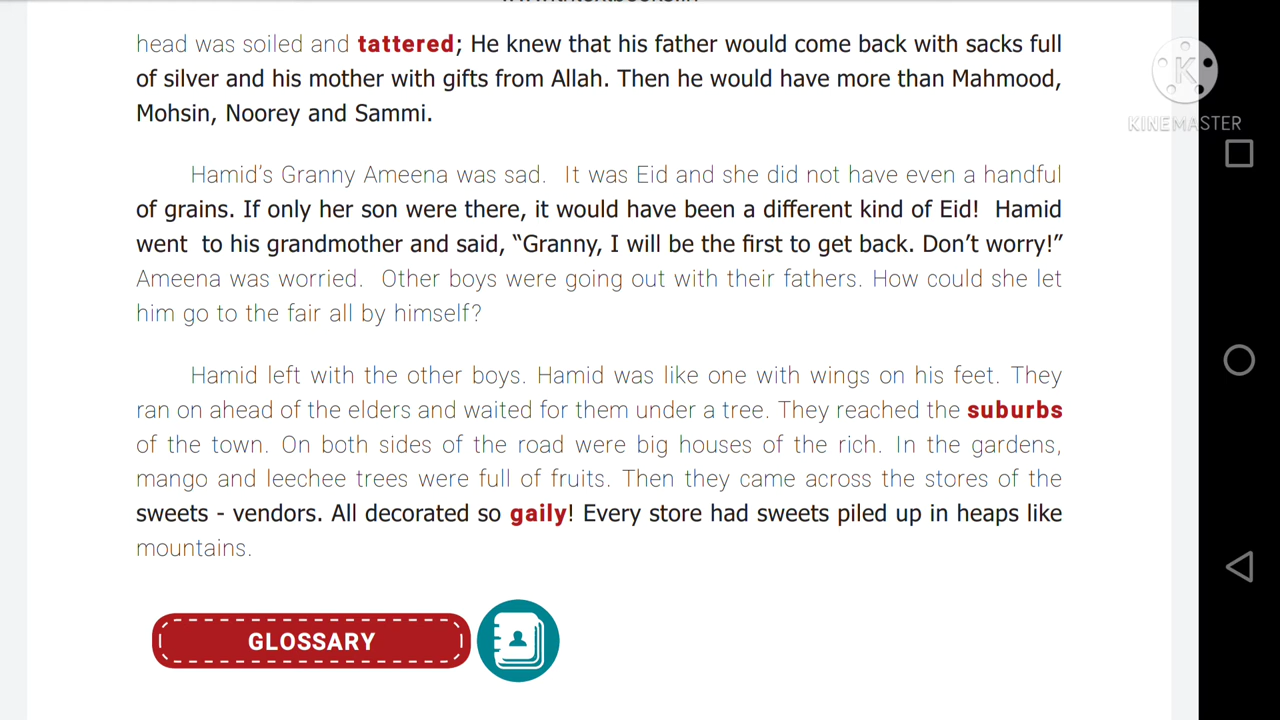 head was soiled and tattered; He knew that his father would come back with sacks full
of silver and his mother with gifts from Allah. Then he would have more than Mahmood,
Mohsin, Noorey and Sammi.
Hamid's Granny Ameena was sad.  It was Eid and she did not have even a handful
of grains. If only her son were there, it would have been a different kind of Eid!  Hamid
went  to his grandmother and said, “Granny, I will be the first to get back. Don't worry!”
Ameena was worried.  Other boys were going out with their fathers. How could she let
him go to the fair all by himself?
Hamid left with the other boys. Hamid was like one with wings on his feet. They
ran on ahead of the elders and waited for them under a tree. They reached the suburbs
of the town. On both sides of the road were big houses of the rich. In the gardens,
mango and leechee trees were full of fruits. Then they came across the stores of the
sweets - vendors. All decorated so gaily! Every store had sweets piled up in heaps like
mountains.
GLOSSARY
K
KINEMASTER